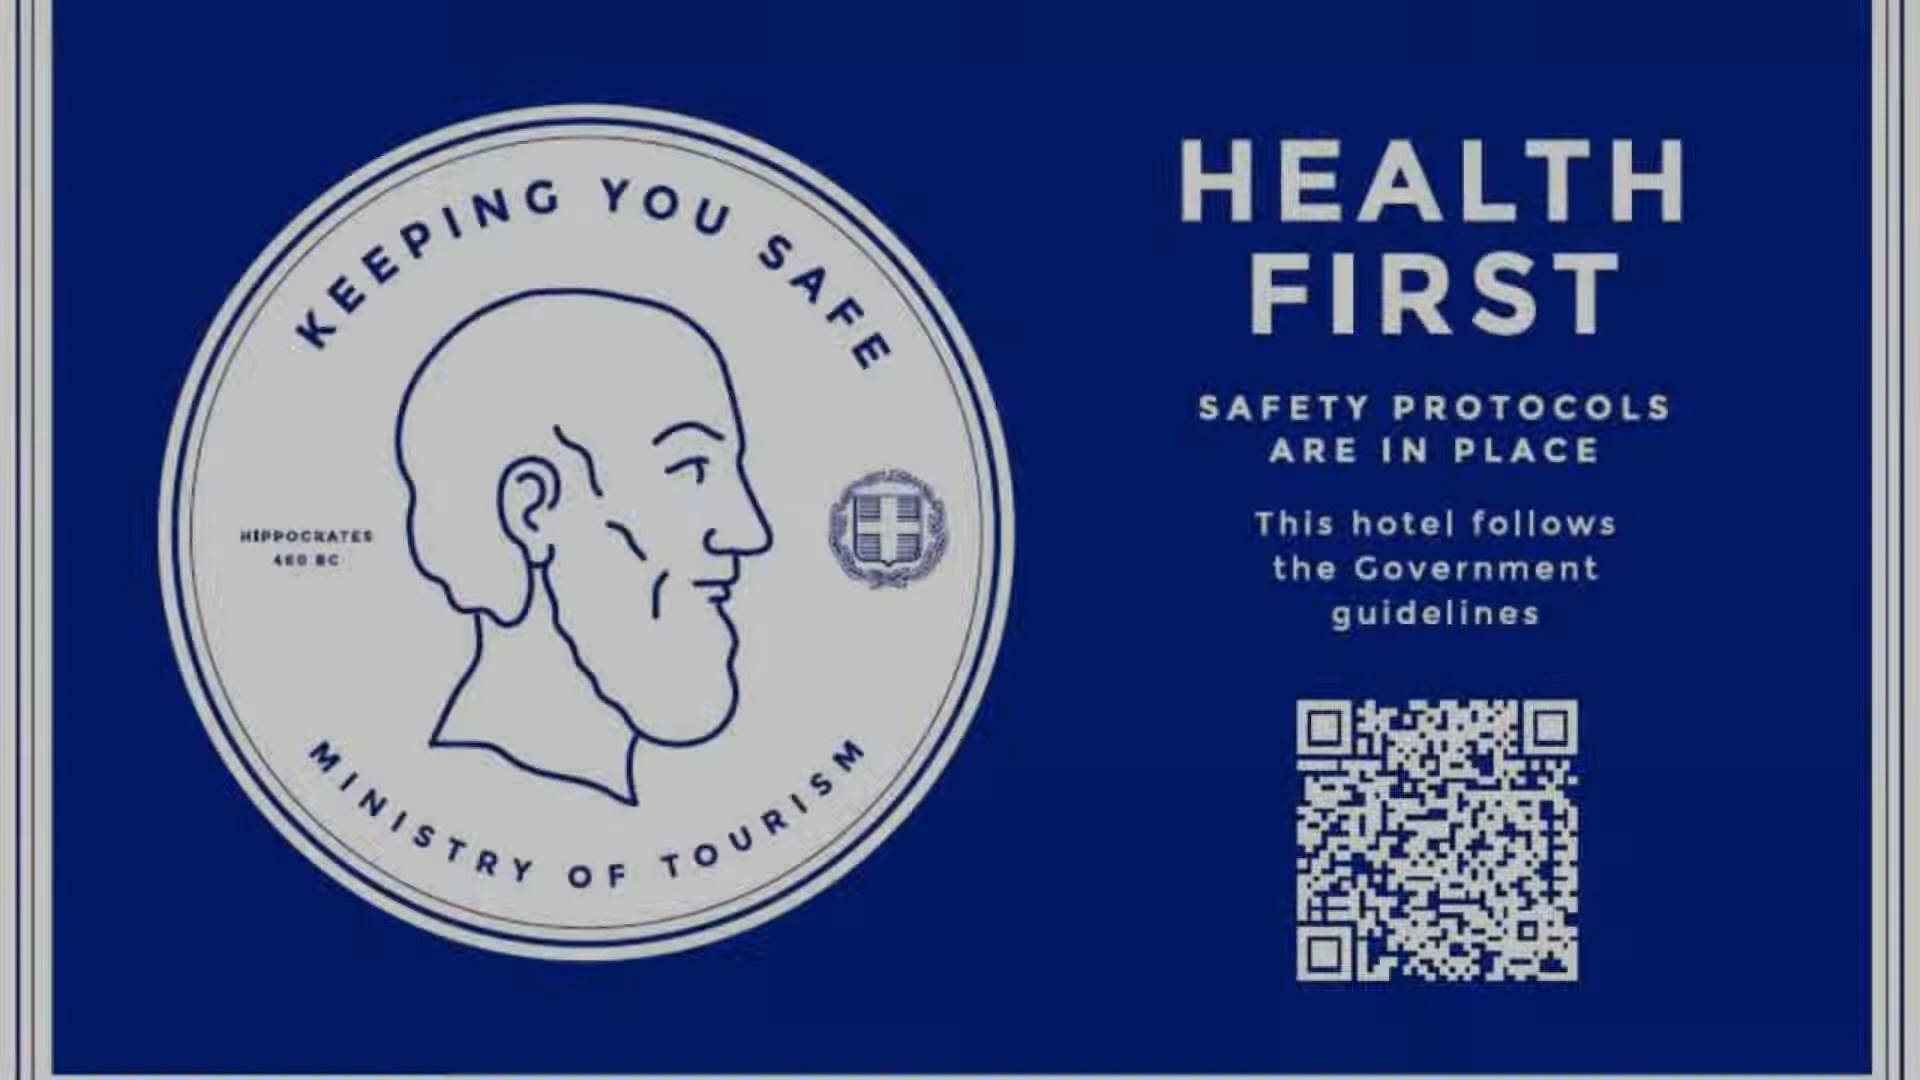 KEEPING YOU SAFE
HIPPOCRATES
460 BC
MINISTRY OF TOURISM
HEALTH
FIRST
SAFETY PROTOCOLS
ARE IN PLACE
This hotel follows
the Government
guidelines